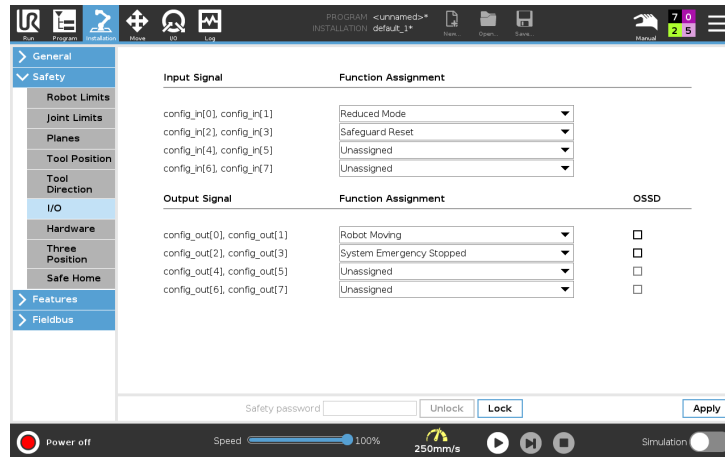 UR
PROGRAM <unnamed>*
INSTALLATION default_1*
Run Program Installation Move I/O Log New... Open... Save... Manual
7 0
2 5
General
Safety
Robot Limits
Joint Limits
Planes
Tool Position
Tool
Direction
I/O
Hardware
Three
Position
Safe Home
Features
Fieldbus
Input Signal Function Assignment
config_in[0], config_in[1] Reduced Mode
config_in[2], config_in[3] Safeguard Reset
config_in[4], config_in[5] Unassigned
config_in[6], config_in[7] Unassigned
Output Signal Function Assignment OSSD
config_out[0], config_out[1] Robot Moving
config_out[2], config_out[3] System Emergency Stopped
config_out[4], config_out[5] Unassigned
config_out[6], config_out[7] Unassigned
Safety password Unlock Lock Apply
Power off Speed 100% 250mm/s Simulation